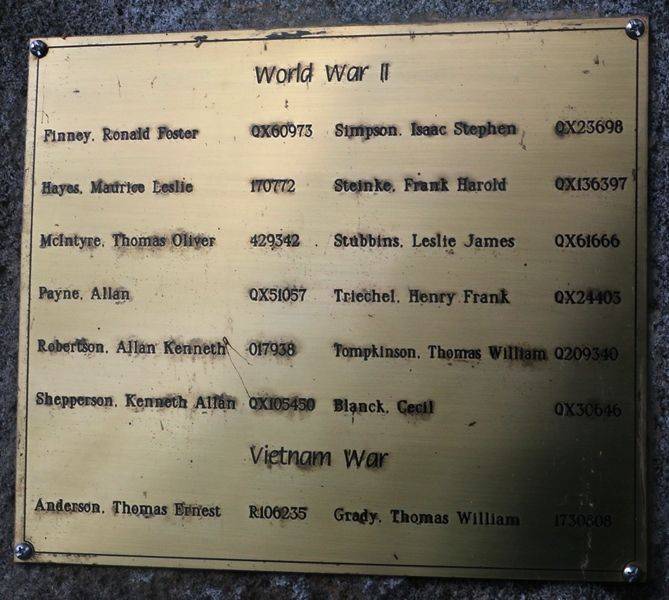 World War II
Finney, Ronald Foster QX60973 Simpson, Isaac Stephen QX23698
Hayes, Maurice Leslie 170772 Steinke, Frank Harold QX136397
McIntyre, Thomas Oliver 429342 Stubbins, Leslie James QX61666
Payne, Allan QX51057 Triechel, Henry Frank QX24403
Robertson, Allan Kenneth 017938 Tompkinson, Thomas William Q209340
Shepperson, Kenneth Allan QX105450 Blanck, Cecil QX30646
Vietnam War
Anderson, Thomas Ernest R106235 Grady, Thomas William 1730808